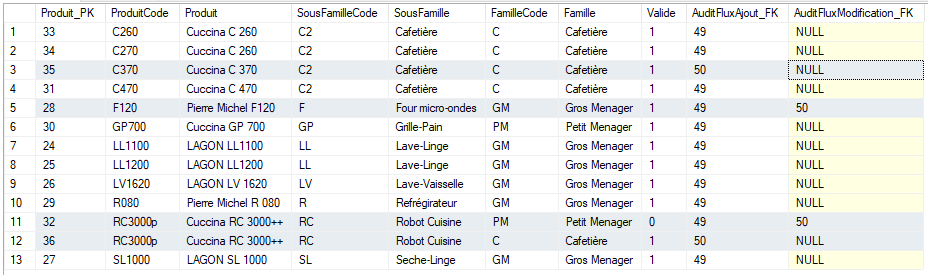 Produit_PK ProduitCode Produit SousFamilleCode SousFamille FamilleCode Famille Valide AuditFluxAjout_FK AuditFluxModification_FK
1 33 C260 Cuccina C 260 C2 Cafetière C Cafetière 1 49 NULL
2 34 C270 Cuccina C 260 C2 Cafetière C Cafetière 1 49 NULL
3 35 C370 Cuccina C 370 C2 Cafetière C Cafetière 1 50 NULL
4 31 C470 Cuccina C 470 C2 Cafetière C Cafetière 1 49 NULL
5 28 F120 Pierre Michel F120 F Four micro-ondes GM Gros Menager 1 49 50
6 30 GP700 Cuccina GP 700 GP Grille-Pain PM Petit Menager 1 49 NULL
7 24 LL1100 LAGON LL1100 LL Lave-Linge GM Gros Menager 1 49 NULL
8 25 LL1200 LAGON LL1200 LL Lave-Linge GM Gros Menager 1 49 NULL
9 26 LV1620 LAGON LV 1620 LV Lave-Vaisselle GM Gros Menager 1 49 NULL
10 29 R080 Pierre Michel R 080 R Refrégirateur GM Gros Menager 1 49 NULL
11 32 RC3000p Cuccina RC 3000++ RC Robot Cuisine PM Petit Menager 0 49 50
12 36 RC3000p Cuccina RC 3000++ RC Robot Cuisine C Cafetière 1 50 NULL
13 27 SL1000 LAGON SL 1000 SL Seche-Linge GM Gros Menager 1 49 NULL